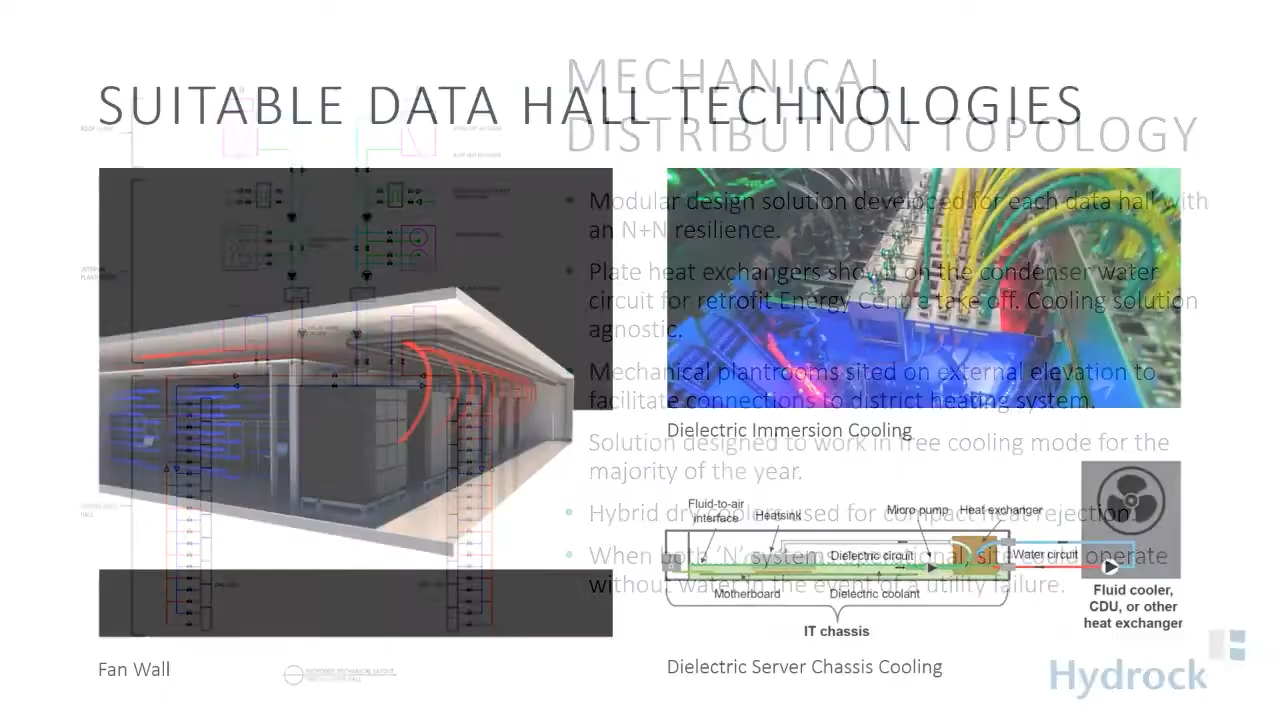 SUITABLE DATA HALL TECHNOLOGIES
MECHANICAL
DISTRIBUTION TOPOLOGY
Modular design solution developed for each data hall with
an N+N resilience.
Plate heat exchangers shown on the condenser water
circuit for retrofit Energy Centre take off. Cooling solution
agnostic.
Mechanical plantrooms sited on external elevation to
facilitate connections to district heating system.
Solution designed to work in free cooling mode for the
majority of the year.
Hybrid dry coolers used for compact heat rejection.
When both ‘N’ systems operational, site could operate
without water in the event of a utility failure.
Dielectric Immersion Cooling
Fluid-to-air
interface
Heatsink
Micro pump
Heat exchanger
Dielectric circuit
Water circuit
Motherboard
Dielectric coolant
IT chassis
Fluid cooler,
CDU, or other
heat exchanger
Fan Wall
Dielectric Server Chassis Cooling
Hydrock